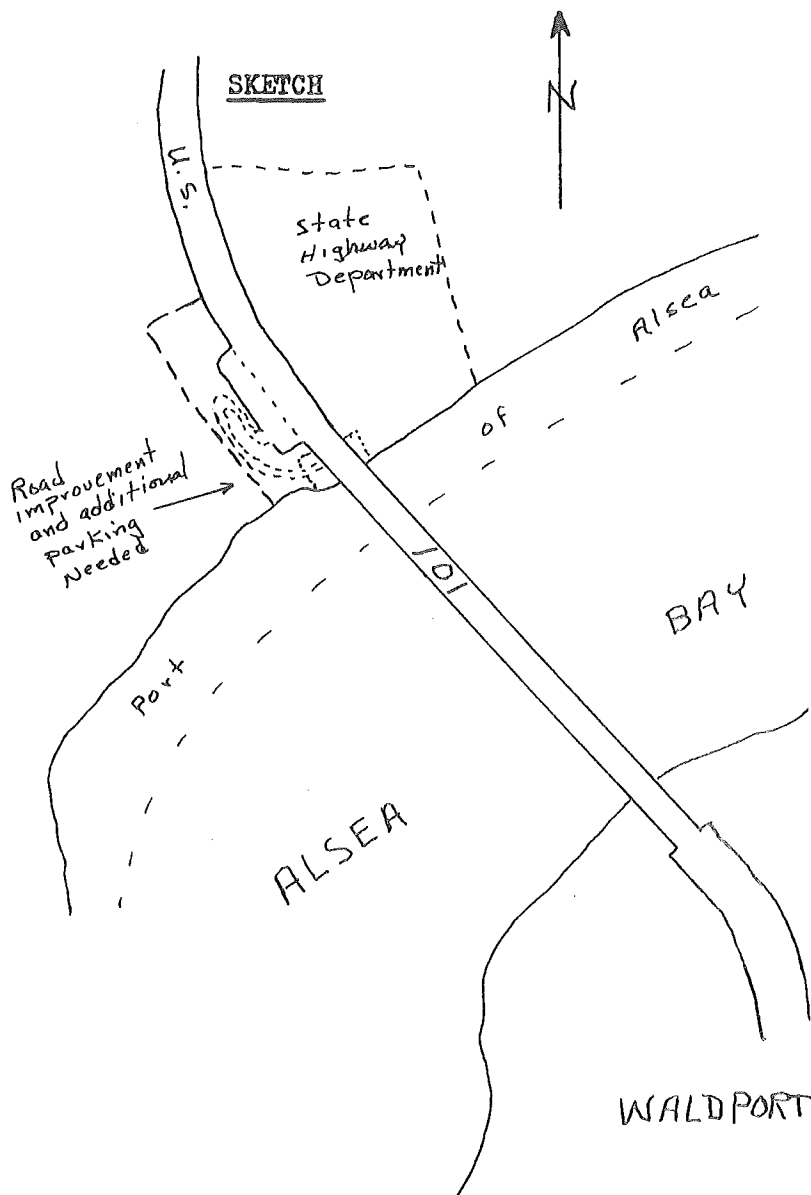 SKETCH
N
U.S.
State
Highway
Department
Alsea
of
Road
improvement
and additional
parking
Needed
101
BAY
Port
ALSEA
WALDPORT